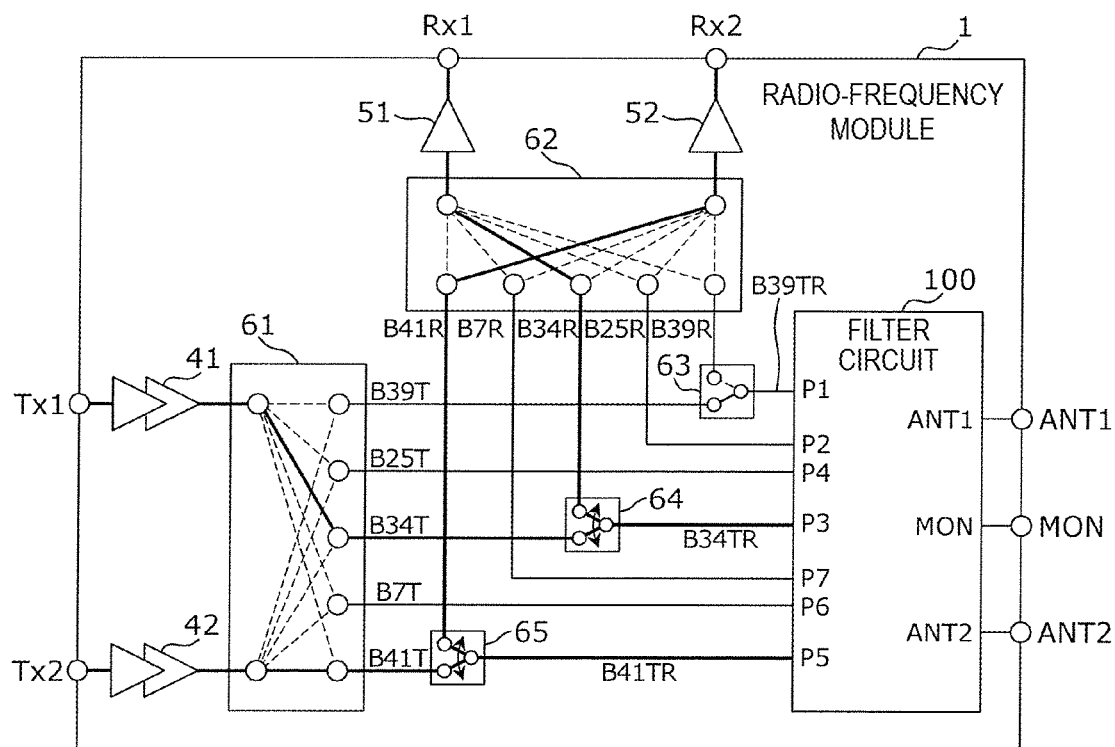 Rx1 Rx2 1
RADIO-FREQUENCY
MODULE
51 52
62
B39TR
100
B41R B7R B34R B25R B39R
FILTER
CIRCUIT
61
41
63
Tx1
B39T
P1
ANT1 ANT1
P2
B25T
P4
64
B34T
P3
MON MON
B34TR
P7
B7T
P6
42
65
ANT2 ANT2
Tx2
B41T
B41TR
P5